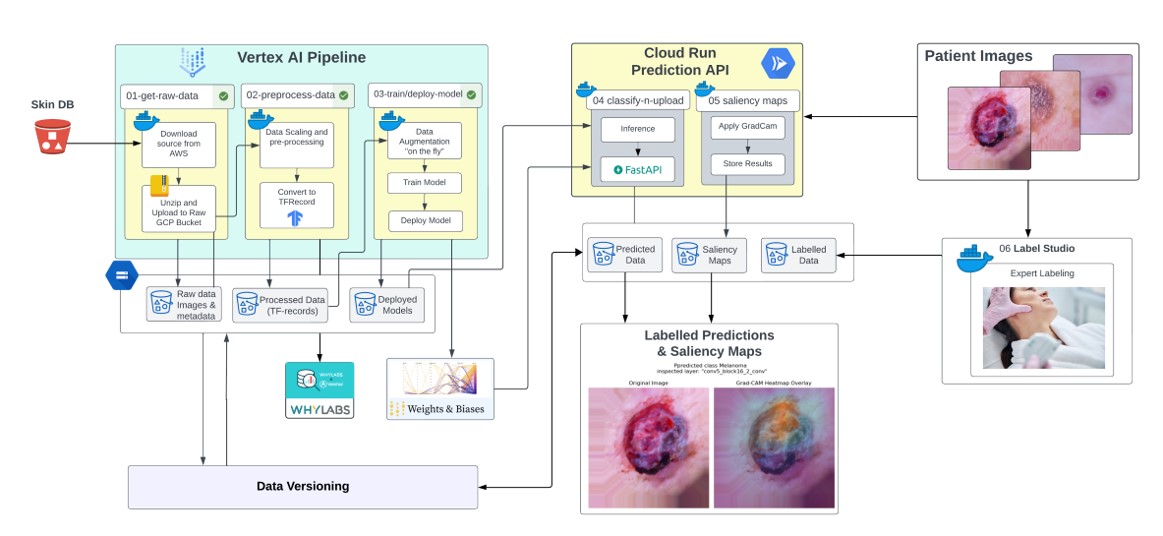 Vertex AI Pipeline
Cloud Run
Prediction API
Patient Images
Skin DB
01-get-raw-data
02-preprocess-data
03-train/deploy-model
04 classify-n-upload
05 saliency maps
Download
source from
AWS
Unzip and
Upload to Raw
GCP Bucket
Data Scaling and
pre-processing
Convert to
TFRecord
Data
Augmentation
"on the fly"
Train Model
Deploy Model
Inference
FastAPI
Apply GradCam
Store Results
Raw data
Images &
metadata
Processed Data
(TF-records)
Deployed
Models
Predicted
Data
Saliency
Maps
Labelled
Data
06 Label Studio
Expert Labeling
WHYLABS
WHYLABS
Weights & Biases
Labelled Predictions
& Saliency Maps
Ppredicted class Melanoma
inspected layer: "conv5_block16_2_conv"
Original Image
Grad-CAM Heatmap Overlay
Data Versioning